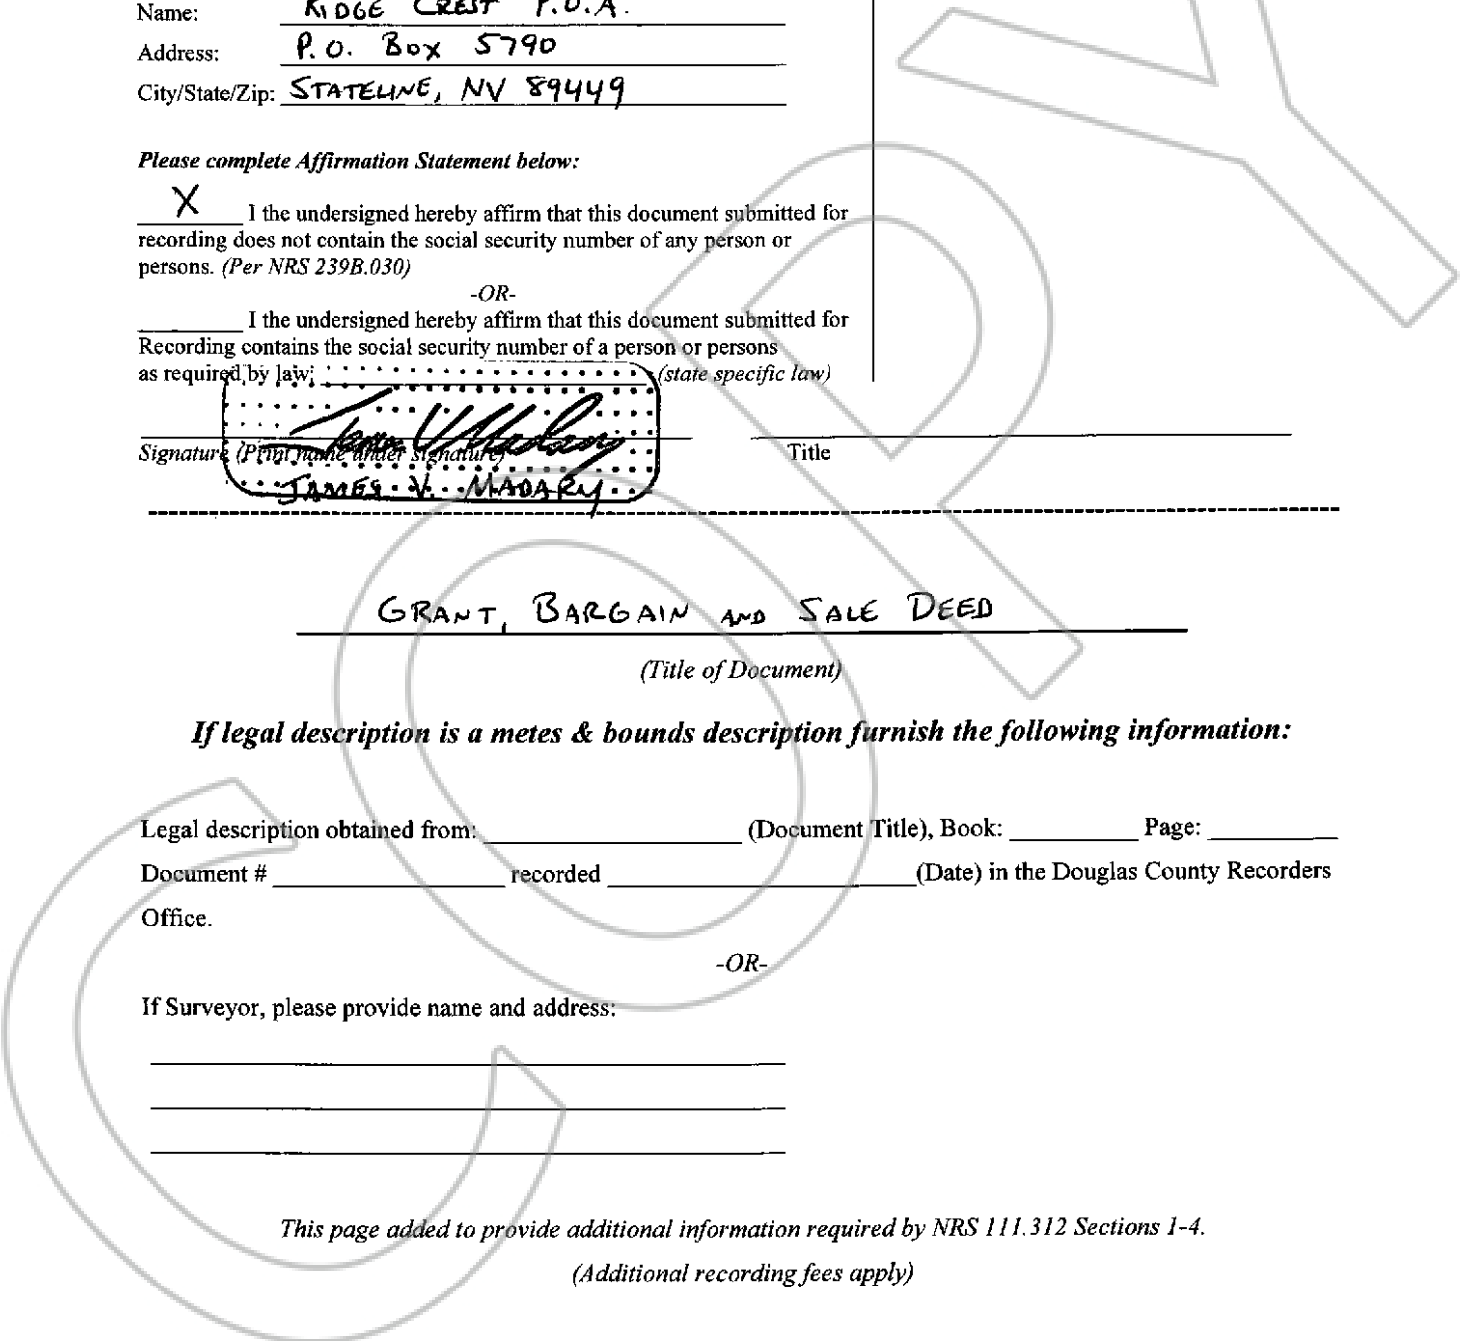 Name: RIDGE CREST P.O.A.
Address: P.O. Box 5790
City/State/Zip: STATELINE, NV 89449
Please complete Affirmation Statement below:
X I the undersigned hereby affirm that this document submitted for
recording does not contain the social security number of any person or
persons. (Per NRS 239B.030)
-OR-
I the undersigned hereby affirm that this document submitted for
Recording contains the social security number of a person or persons
as required by law: (state specific law)
Signature (Print name under signature) Title
JAMES V. MADARY
GRANT, BARGAIN AND SALE DEED
(Title of Document)
If legal description is a metes & bounds description furnish the following information:
Legal description obtained from: (Document Title), Book: Page:
Document # recorded (Date) in the Douglas County Recorders
Office.
-OR-
If Surveyor, please provide name and address:
This page added to provide additional information required by NRS 111.312 Sections 1-4.
(Additional recording fees apply)
COPY